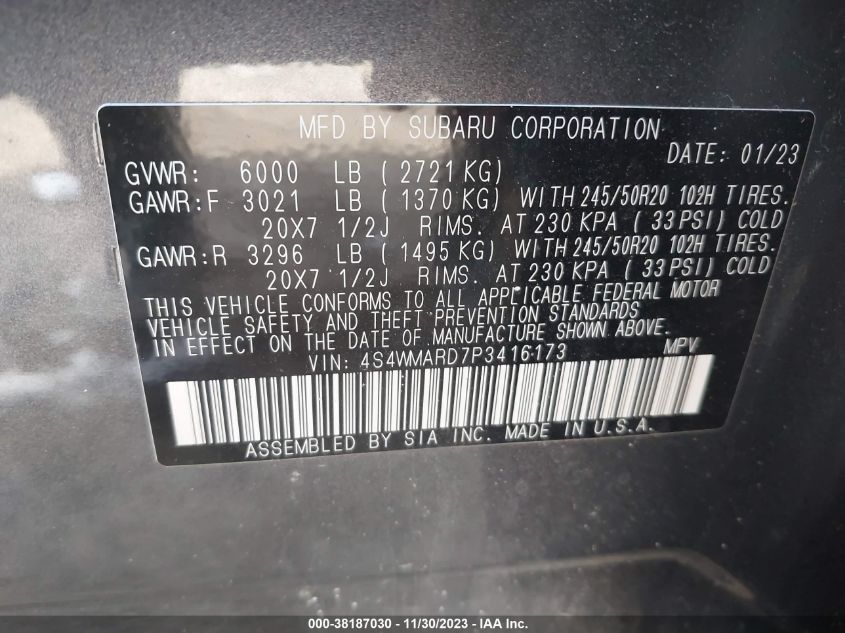 MFD BY SUBARU CORPORATION
DATE: 01/23
GVWR: 6000 LB ( 2721 KG)
GAWR:F 3021 LB ( 1370 KG) WITH 245/50R20 102H TIRES.
20X7 1/2J RIMS. AT 230 KPA ( 33 PSI) COLD
GAWR:R 3296 LB ( 1495 KG) WITH 245/50R20 102H TIRES.
20X7 1/2J RIMS. AT 230 KPA ( 33 PSI) COLD
THIS VEHICLE CONFORMS TO ALL APPLICABLE FEDERAL MOTOR
VEHICLE SAFETY AND THEFT PREVENTION STANDARDS
IN EFFECT ON THE DATE OF MANUFACTURE SHOWN ABOVE.
VIN: 4S4WMARD7P3416173 MPV
ASSEMBLED BY SIA INC. MADE IN U.S.A.
000-38187030 - 11/30/2023 - IAA Inc.